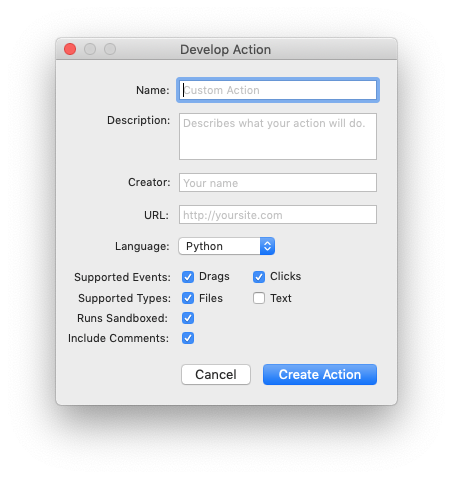 Develop Action
Name: Custom Action
Description: Describes what your action will do.
Creator: Your name
URL: http://yoursite.com
Language: Python
Supported Events: Drags Clicks
Supported Types: Files Text
Runs Sandboxed:
Include Comments:
Cancel Create Action